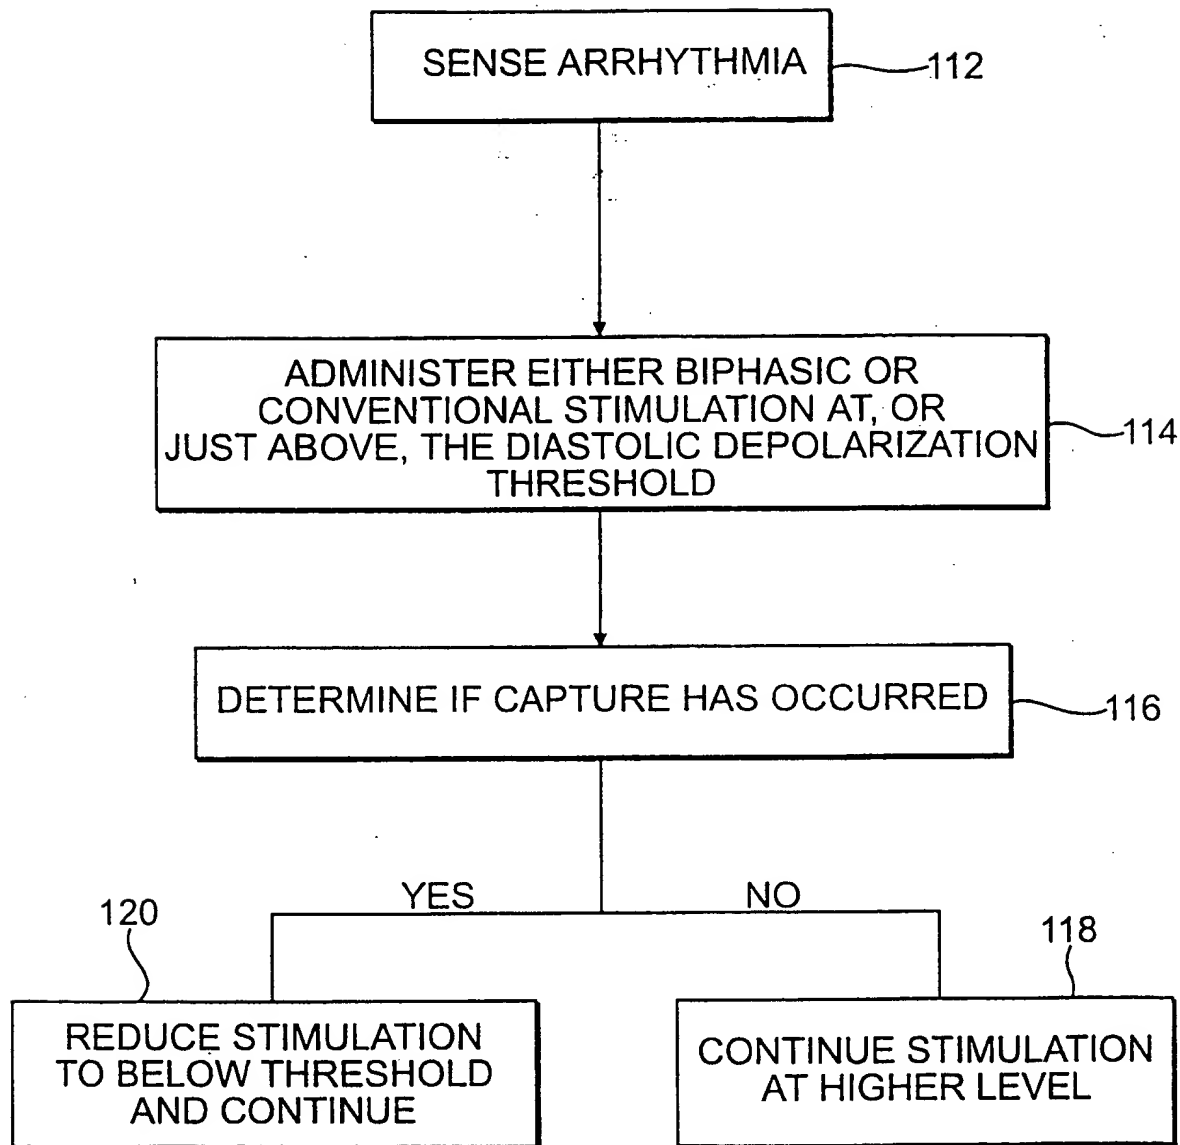 SENSE ARRHYTHMIA
112
ADMINISTER EITHER BIPHASIC OR
CONVENTIONAL STIMULATION AT, OR
JUST ABOVE, THE DIASTOLIC DEPOLARIZATION
THRESHOLD
114
DETERMINE IF CAPTURE HAS OCCURRED
116
YES
NO
120
118
REDUCE STIMULATION
TO BELOW THRESHOLD
AND CONTINUE
CONTINUE STIMULATION
AT HIGHER LEVEL